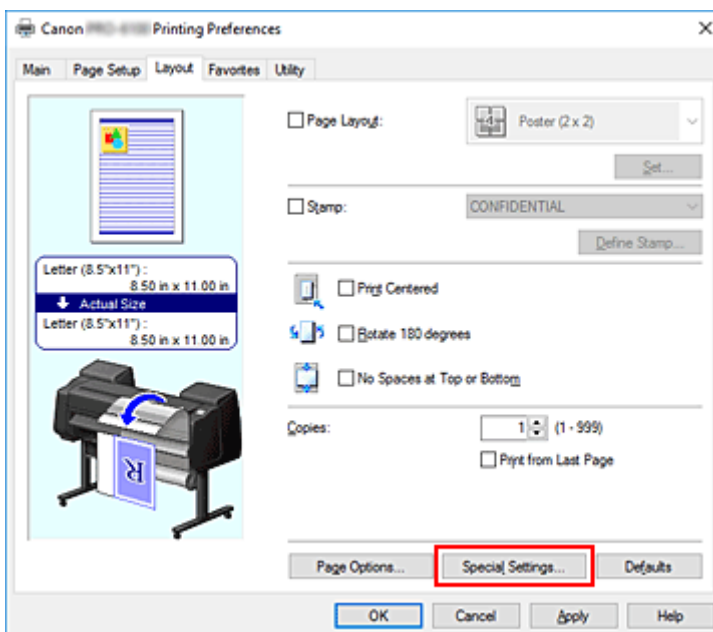 Canon Printing Preferences
Main Page Setup Layout Favorites Utility
Page Layout: 4 Poster (2 x 2)
Set...
Stamp: CONFIDENTIAL
Define Stamp...
Letter (8.5"x11") :
8.50 in x 11.00 in
Actual Size
Letter (8.5"x11") :
8.50 in x 11.00 in
Print Centered
Rotate 180 degrees
No Spaces at Top or Bottom
Copies: 1 (1 - 999)
Print from Last Page
R
Page Options... Special Settings... Defaults
OK Cancel Apply Help